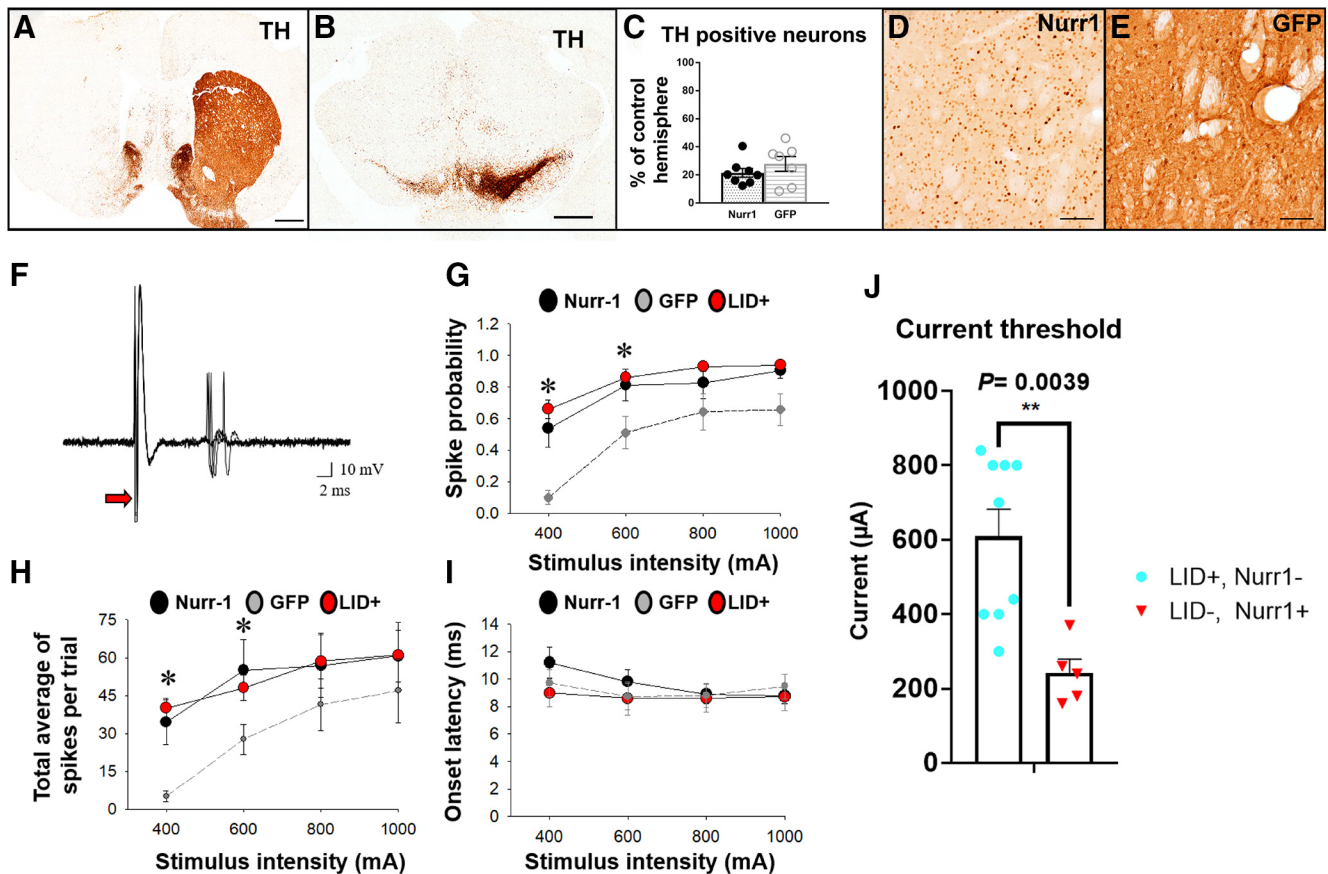 A TH
B TH
C TH positive neurons
% of control hemisphere
100
80
60
40
20
0
Nurr1 GFP
D Nurr1
E GFP
F
10 mV
2 ms
G
Nurr-1 GFP LID+
Spike probability
1.2
1.0
0.8
0.6
0.4
0.2
0.0
* *
400 600 800 1000
Stimulus intensity (mA)
H
Nurr-1 GFP LID+
Total average of
spikes per trial
75
60
45
30
15
0
* *
400 600 800 1000
Stimulus intensity (mA)
I
Nurr-1 GFP LID+
Onset latency (ms)
14
12
10
8
6
4
2
0
400 600 800 1000
Stimulus intensity (mA)
J
Current threshold
P= 0.0039
**
Current (µA)
1000
800
600
400
200
0
LID+, Nurr1-
LID-, Nurr1+